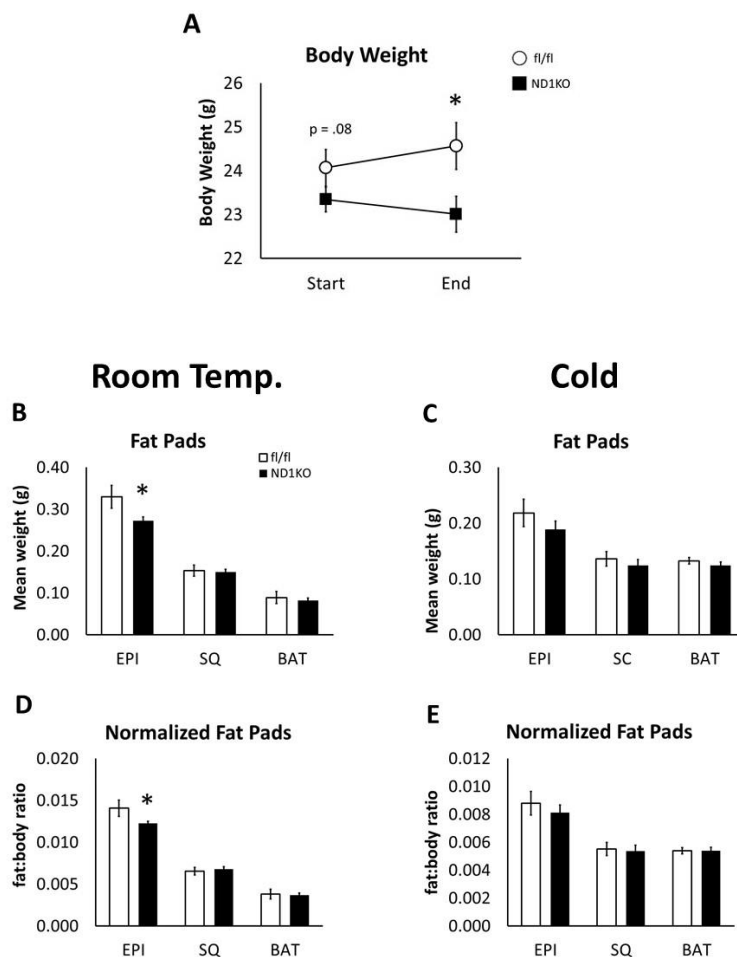 A
Body Weight
fl/fl
ND1KO
26
25
24
23
22
Body Weight (g)
p = .08
*
Start
End
Room Temp.
Cold
B
Fat Pads
fl/fl
ND1KO
0.40
0.30
0.20
0.10
0.00
Mean weight (g)
*
EPI
SQ
BAT
C
Fat Pads
0.30
0.20
0.10
0.00
Mean weight (g)
EPI
SC
BAT
D
Normalized Fat Pads
0.020
0.015
0.010
0.005
0.000
fat:body ratio
*
EPI
SQ
BAT
E
Normalized Fat Pads
0.012
0.010
0.008
0.006
0.004
0.002
0.000
fat:body ratio
EPI
SQ
BAT